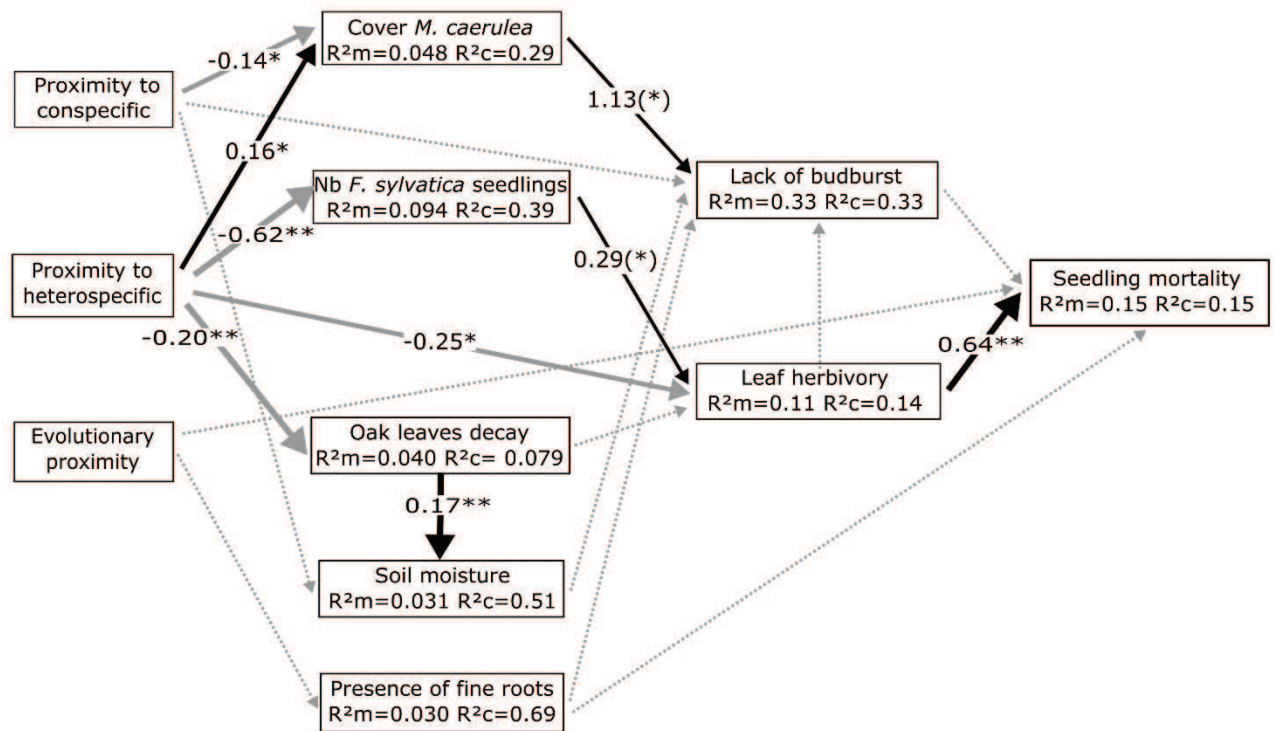 Cover M. caerulea
R²m=0.048 R²c=0.29
-0.14*
Proximity to
conspecific
1.13(*)
0.16*
Nb F. sylvatica seedlings
R²m=0.094 R²c=0.39
Lack of budburst
R²m=0.33 R²c=0.33
-0.62**
0.29(*)
Proximity to
heterospecific
Seedling mortality
R²m=0.15 R²c=0.15
-0.20**
-0.25*
0.64**
Leaf herbivory
R²m=0.11 R²c=0.14
Evolutionary
proximity
Oak leaves decay
R²m=0.040 R²c= 0.079
0.17**
Soil moisture
R²m=0.031 R²c=0.51
Presence of fine roots
R²m=0.030 R²c=0.69